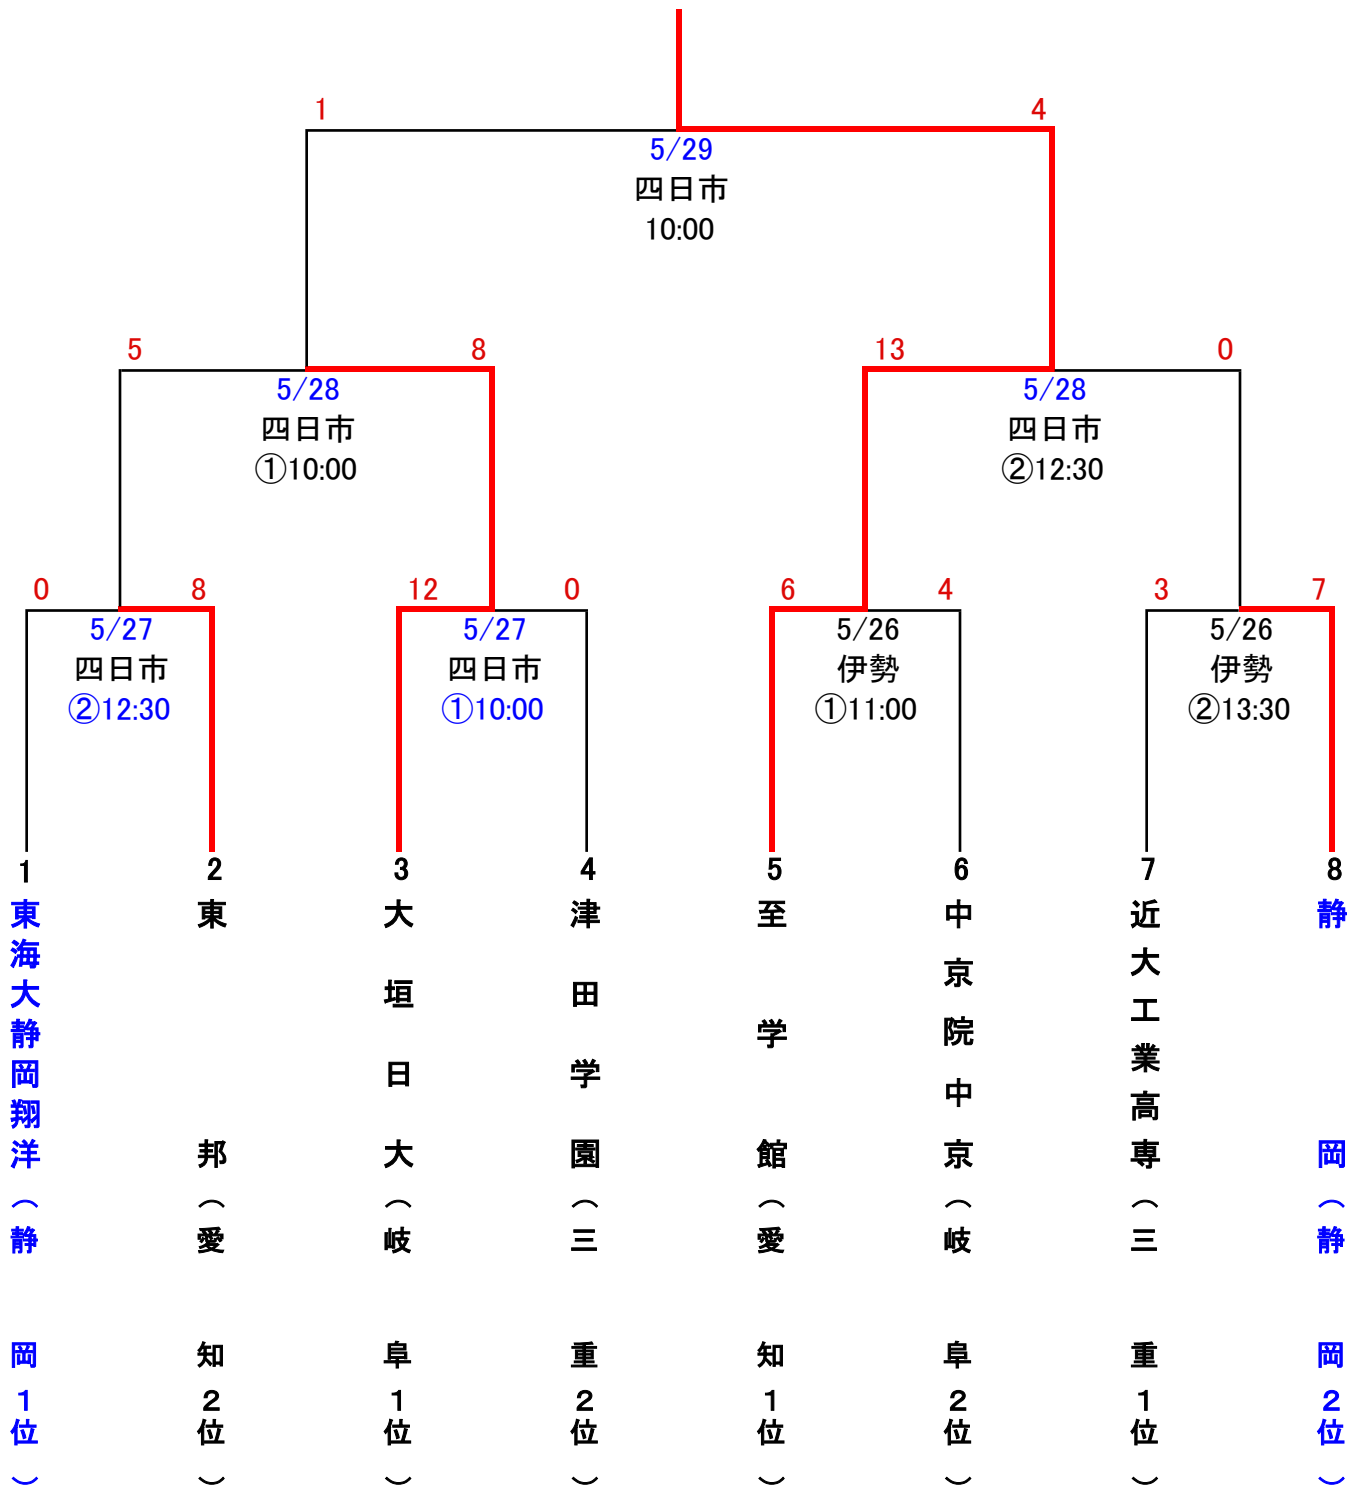 1 4
5/29
四日市
10:00
5 8 13 0
5/28 5/28
四日市 四日市
①10:00 ②12:30
0 8 12 0 6 4 3 7
5/27 5/27 5/26 5/26
四日市 四日市 伊勢 伊勢
②12:30 ①10:00 ①11:00 ②13:30
1 2 3 4 5 6 7 8
東海大静岡翔洋(静岡1位)
東邦(愛知2位)
大垣日大(岐阜1位)
津田学園(三重2位)
至学館(愛知1位)
中京院中京(岐阜2位)
近大工業高専(三重1位)
静岡(静岡2位)